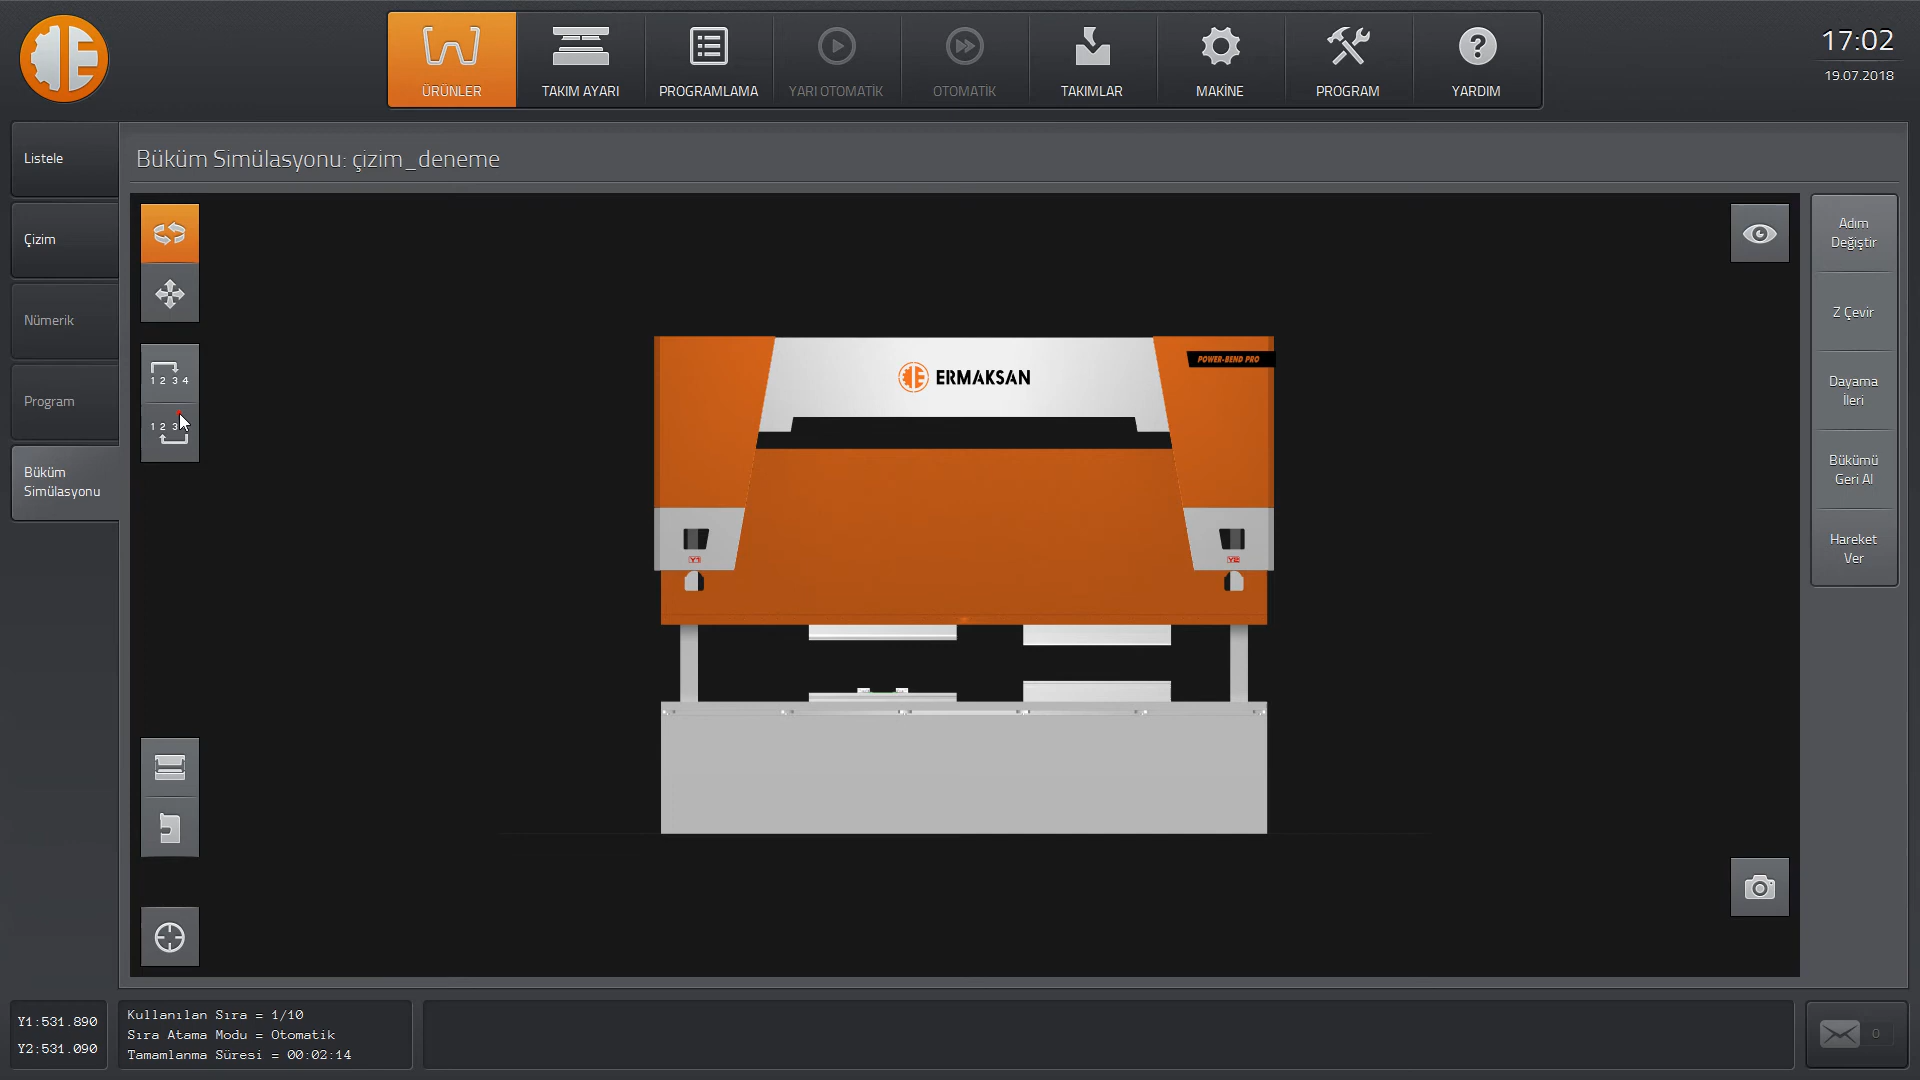 ÜRÜNLER
TAKIM AYARI
PROGRAMLAMA
YARI OTOMATİK
OTOMATİK
TAKIMLAR
MAKİNE
PROGRAM
YARDIM
17:02
19.07.2018
Listele
Çizim
Nümerik
Program
Büküm
Simülasyonu
Büküm Simülasyonu: çizim_deneme
1 2 3 4
1 2 3
ERMAKSAN
POWER-BEND PRO
Y1
Y2
Adım
Değiştir
Z Çevir
Dayama
İleri
Bükümü
Geri Al
Hareket
Ver
Y1:531.890
Y2:531.090
Kullanılan Sıra = 1/10
Sıra Atama Modu = Otomatik
Tamamlanma Süresi = 00:02:14
0